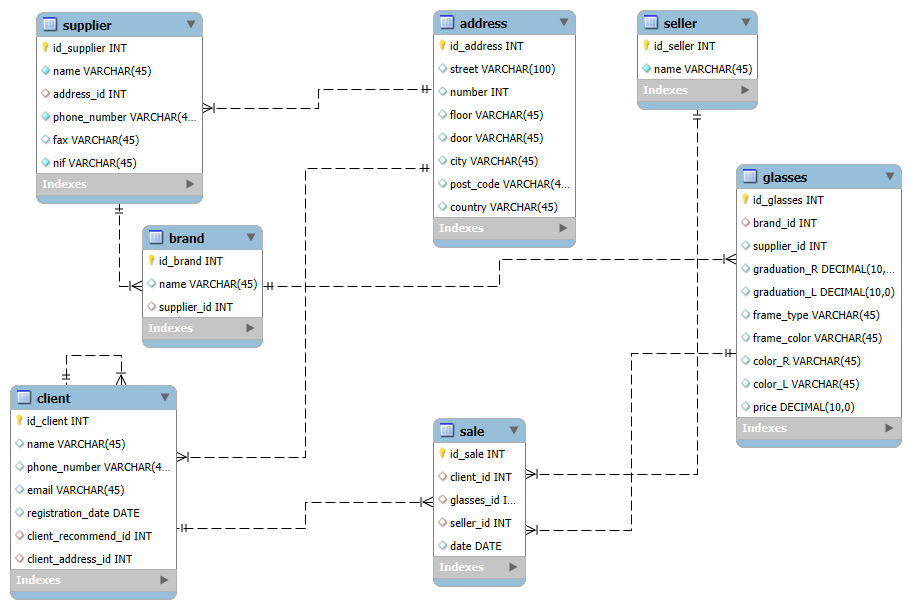 supplier
id_supplier INT
name VARCHAR(45)
address_id INT
phone_number VARCHAR(4...
fax VARCHAR(45)
nif VARCHAR(45)
Indexes
address
id_address INT
street VARCHAR(100)
number INT
floor VARCHAR(45)
door VARCHAR(45)
city VARCHAR(45)
post_code VARCHAR(4...
country VARCHAR(45)
Indexes
seller
id_seller INT
name VARCHAR(45)
Indexes
glasses
id_glasses INT
brand_id INT
supplier_id INT
graduation_R DECIMAL(10,...
graduation_L DECIMAL(10,0)
frame_type VARCHAR(45)
frame_color VARCHAR(45)
color_R VARCHAR(45)
color_L VARCHAR(45)
price DECIMAL(10,0)
Indexes
brand
id_brand INT
name VARCHAR(45)
supplier_id INT
Indexes
client
id_client INT
name VARCHAR(45)
phone_number VARCHAR(4...
email VARCHAR(45)
registration_date DATE
client_recommend_id INT
client_address_id INT
Indexes
sale
id_sale INT
client_id INT
glasses_id I...
seller_id INT
date DATE
Indexes